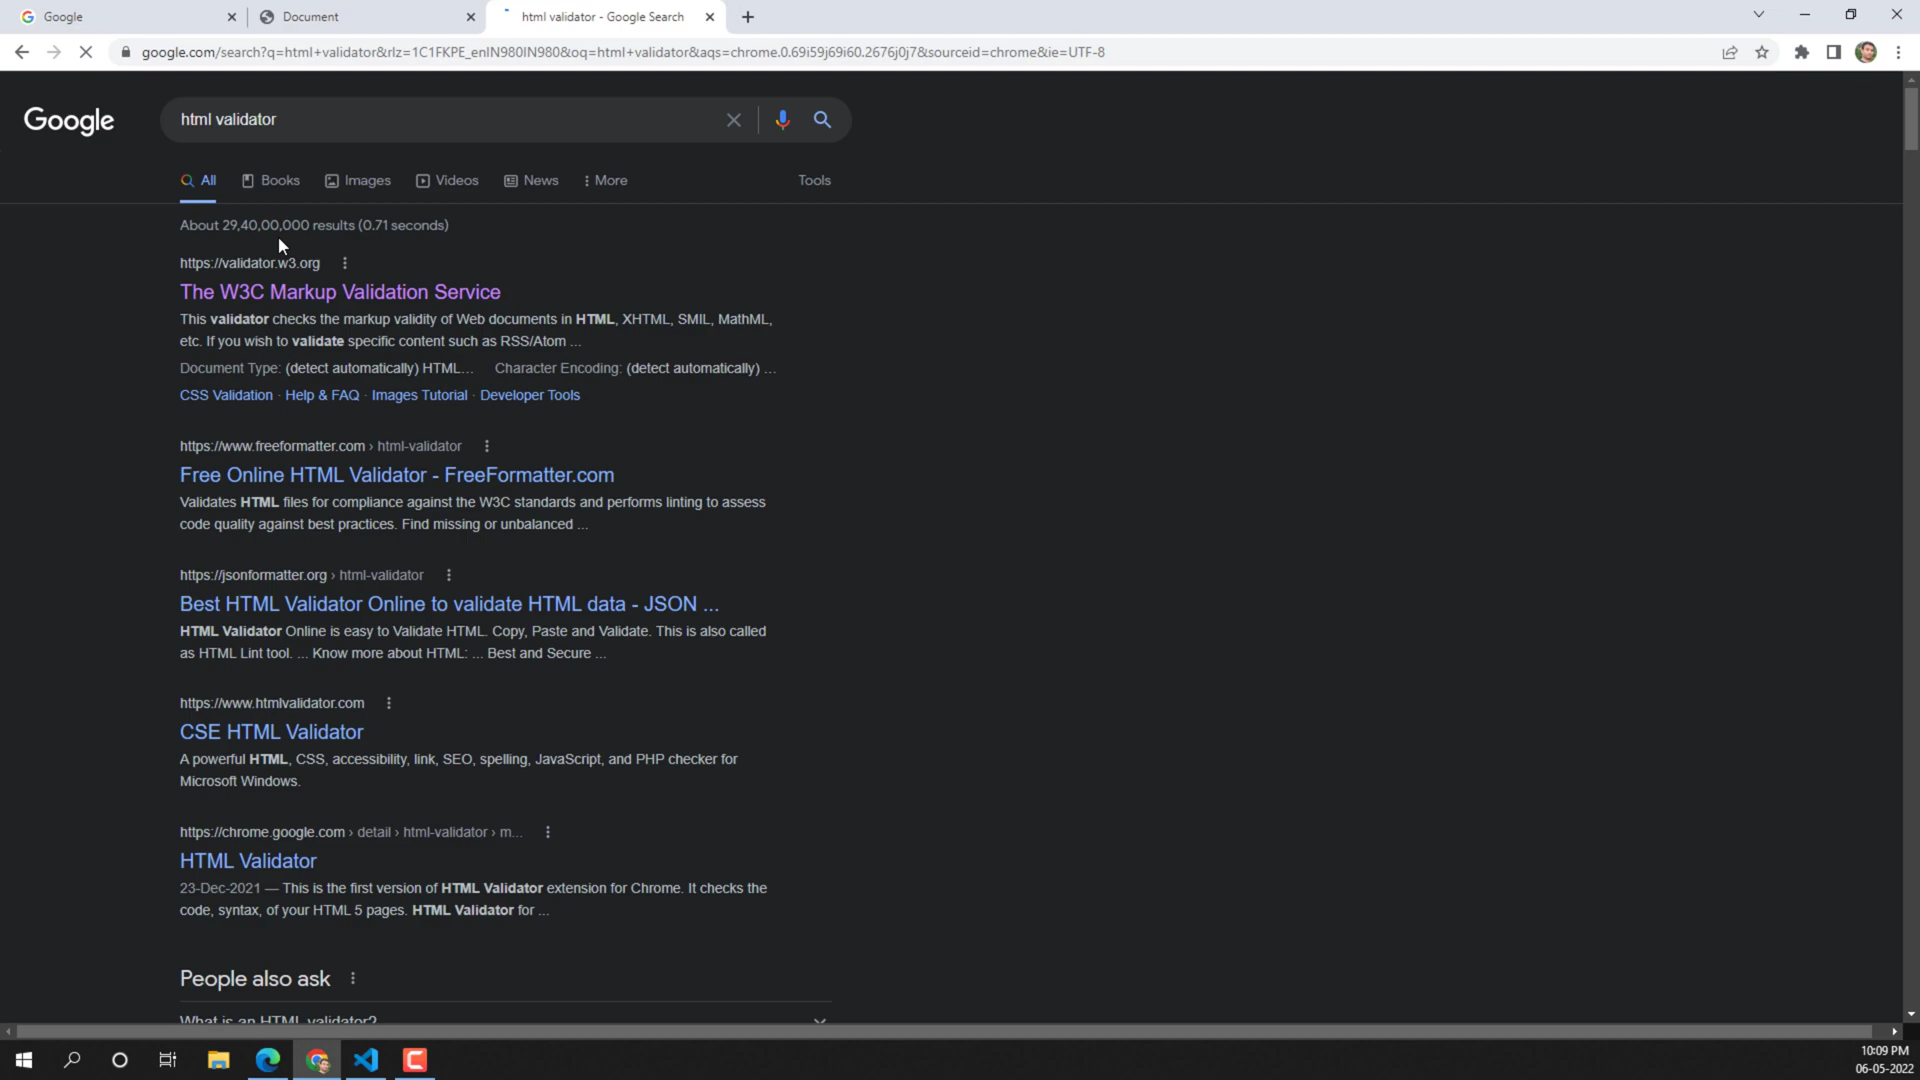 Google
Document
html validator - Google Search
google.com/search?q=html+validator&rlz=1C1FKPE_enIN980IN980&oq=html+validator&aqs=chrome.0.69i59j69i60.2676j0j7&sourceid=chrome&ie=UTF-8
Google
html validator
All
Books
Images
Videos
News
More
Tools
About 29,40,00,000 results (0.71 seconds)
https://validator.w3.org
The W3C Markup Validation Service
This validator checks the markup validity of Web documents in HTML, XHTML, SMIL, MathML,
etc. If you wish to validate specific content such as RSS/Atom ...
Document Type: (detect automatically) HTML... Character Encoding: (detect automatically) ...
CSS Validation · Help & FAQ · Images Tutorial · Developer Tools
https://www.freeformatter.com › html-validator
Free Online HTML Validator - FreeFormatter.com
Validates HTML files for compliance against the W3C standards and performs linting to assess
code quality against best practices. Find missing or unbalanced ...
https://jsonformatter.org › html-validator
Best HTML Validator Online to validate HTML data - JSON ...
HTML Validator Online is easy to Validate HTML. Copy, Paste and Validate. This is also called
as HTML Lint tool. ... Know more about HTML: ... Best and Secure ...
https://www.htmlvalidator.com
CSE HTML Validator
A powerful HTML, CSS, accessibility, link, SEO, spelling, JavaScript, and PHP checker for
Microsoft Windows.
https://chrome.google.com › detail › html-validator › m...
HTML Validator
23-Dec-2021 — This is the first version of HTML Validator extension for Chrome. It checks the
code, syntax, of your HTML 5 pages. HTML Validator for ...
People also ask
What is an HTML validator?
10:09 PM
06-05-2022